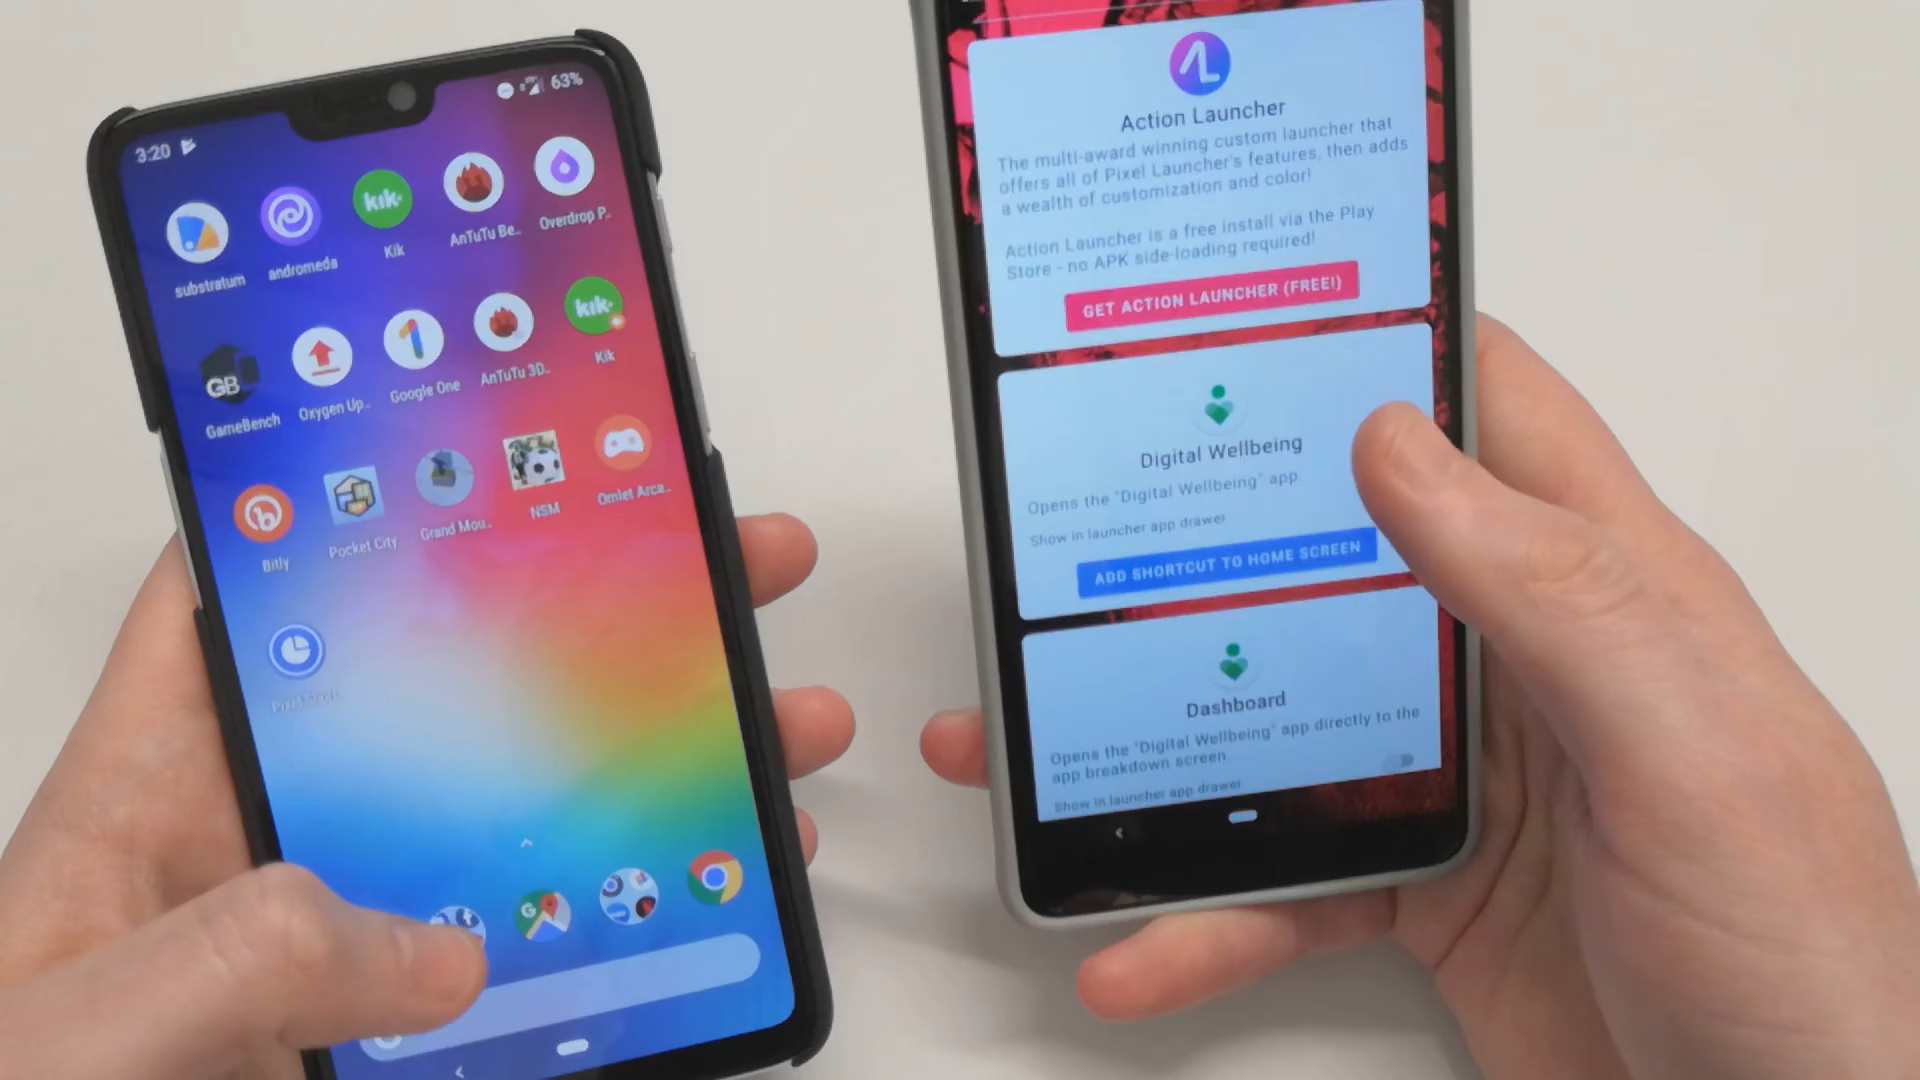 3:20
63%
substratum
andromeda
kik
Kik
AnTuTu Be..
Overdrop P..
GB
GameBench
Oxygen Up..
Google One
AnTuTu 3D..
kik
Kik
Bitly
Pocket City
Grand Mou..
NSM
Omlet Arca..
Action Launcher
The multi-award winning custom launcher that
offers all of Pixel Launcher's features, then adds
a wealth of customization and color!
Action Launcher is a free install via the Play
Store - no APK side-loading required!
GET ACTION LAUNCHER (FREE!)
Digital Wellbeing
Opens the "Digital Wellbeing" app
Show in launcher app drawer
ADD SHORTCUT TO HOME SCREEN
Dashboard
Opens the "Digital Wellbeing" app directly to the
app breakdown screen
Show in launcher app drawer